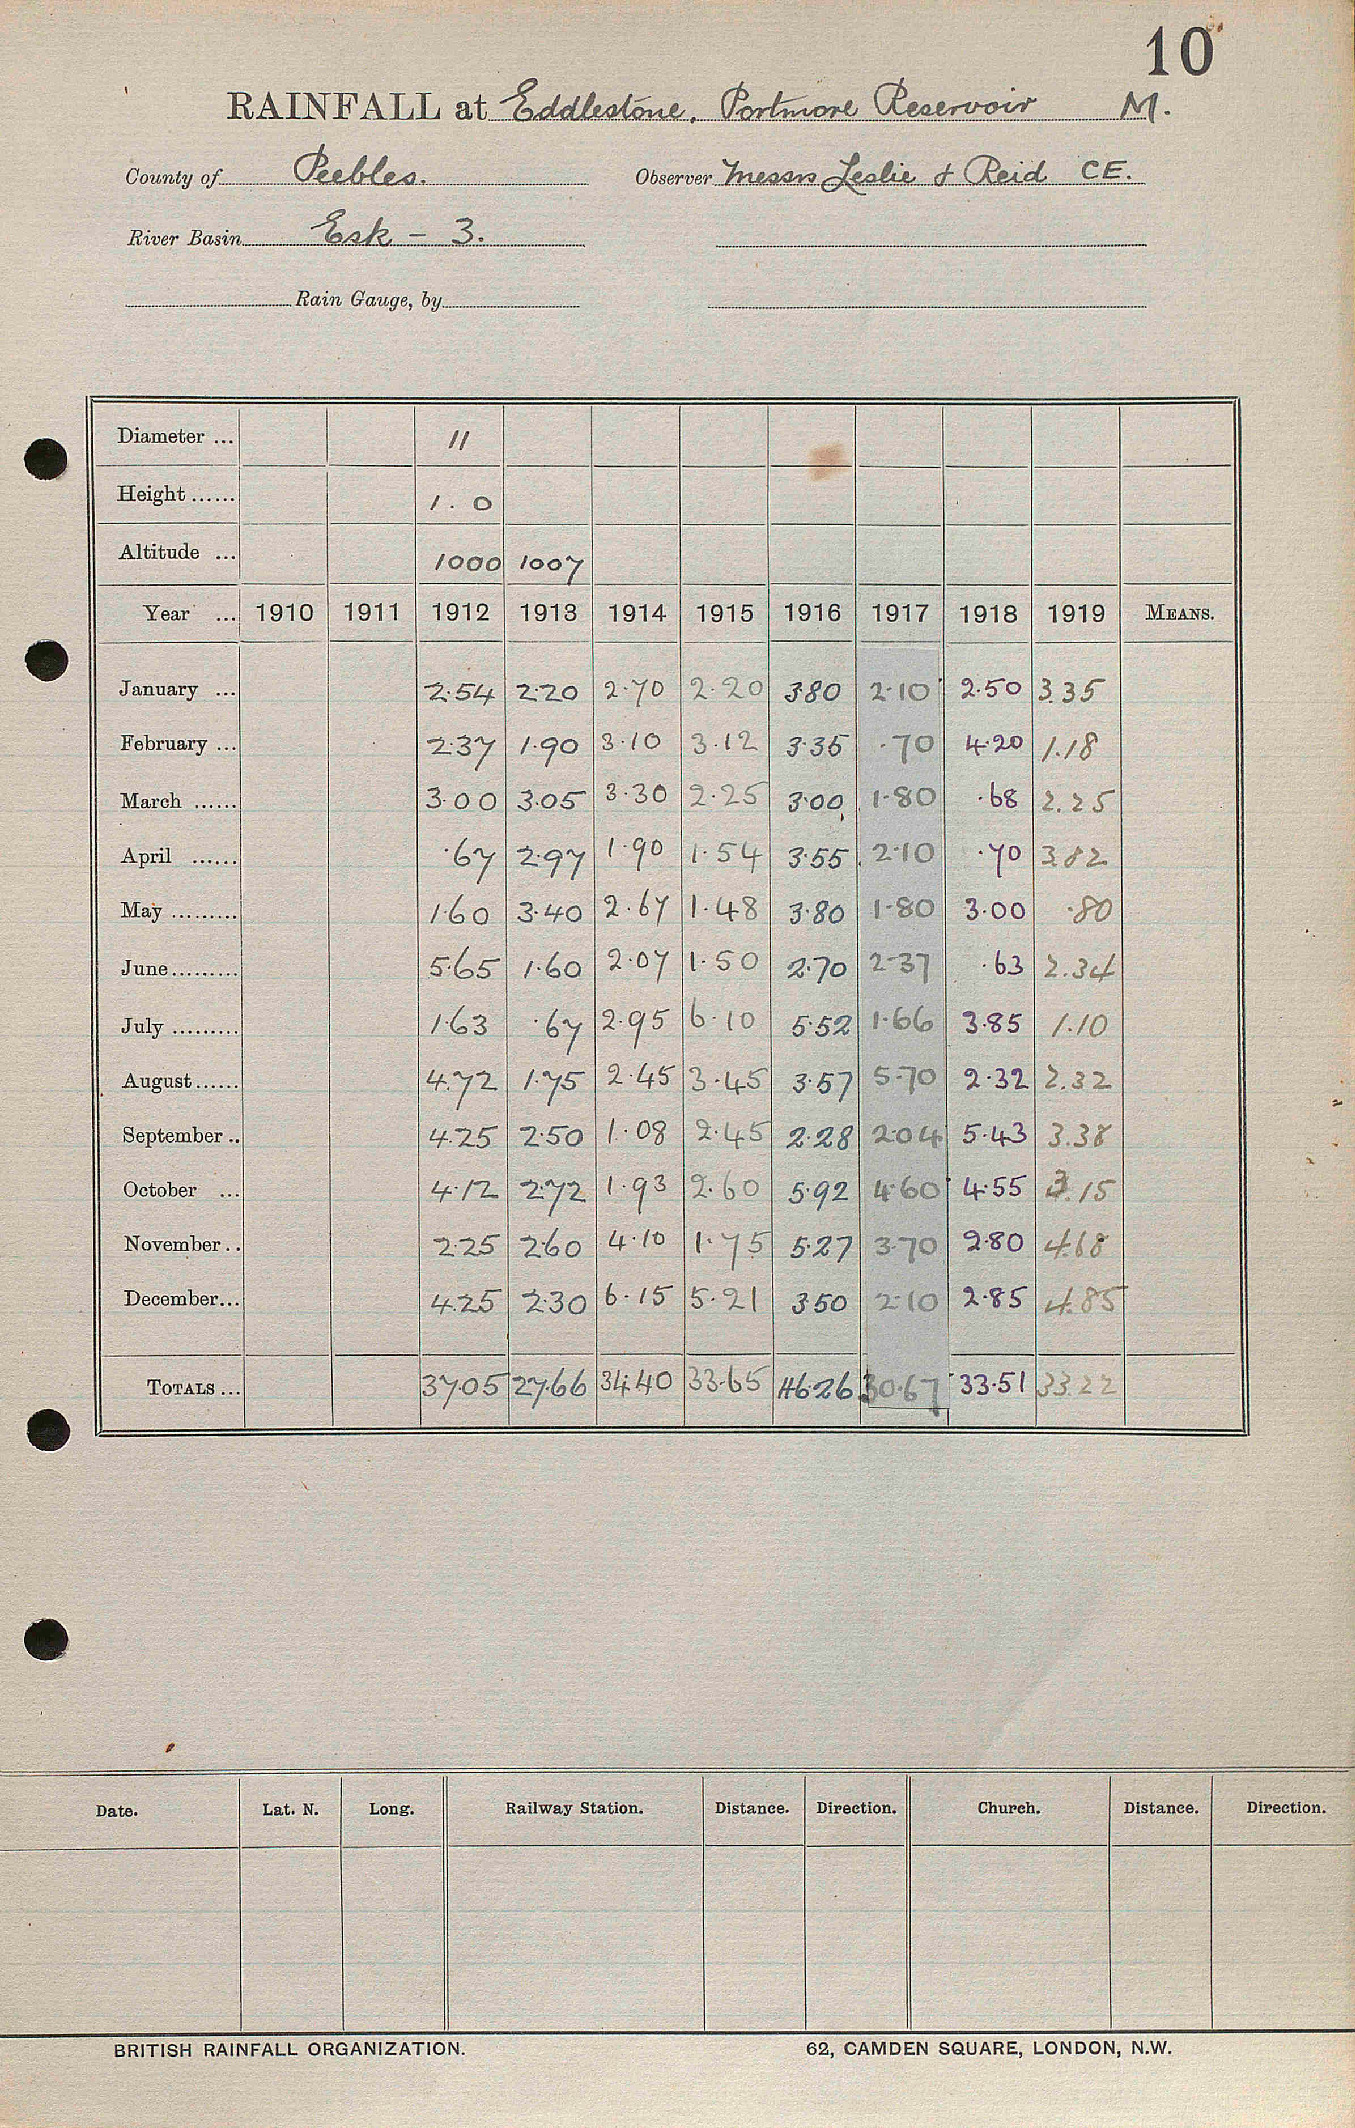 10
RAINFALL at Eddlestone. Portmore Reservoir M.
County of Peebles. Observer Messrs Leslie & Reid CE.
River Basin Esk - 3.
Rain Gauge, by
Diameter ... 11
Height ...... 1. 0
Altitude ... 1000 1007
Year ... 1910 1911 1912 1913 1914 1915 1916 1917 1918 1919 MEANS.
January ... 2.54 2.20 2.70 2.20 3.80 2.10 2.50 3.35
February ... 2.37 1.90 3.10 3.12 3.35 .70 4.20 1.18
March ...... 3.00 3.05 3.30 2.25 3.00 1.80 .68 2.25
April ...... .67 2.97 1.90 1.54 3.55 2.10 .70 3.82
May ......... 1.60 3.40 2.67 1.48 3.80 1.80 3.00 .80
June ......... 5.65 1.60 2.07 1.50 2.70 2.37 .63 2.34
July ......... 1.63 .67 2.95 6.10 5.52 1.66 3.85 1.10
August ...... 4.72 1.75 2.45 3.45 3.57 5.70 2.32 2.32
September .. 4.25 2.50 1.08 2.45 2.28 2.04 5.43 3.38
October ... 4.12 2.72 1.93 2.60 5.92 4.60 4.55 3.15
November .. 2.25 2.60 4.10 1.75 5.27 3.70 2.80 4.68
December ... 4.25 2.30 6.15 5.21 3.50 2.10 2.85 4.85
TOTALS ... 37.05 27.66 34.40 33.65 46.26 30.67 33.51 33.22
Date. Lat. N. Long. Railway Station. Distance. Direction. Church. Distance. Direction.
BRITISH RAINFALL ORGANIZATION. 62, CAMDEN SQUARE, LONDON, N.W.